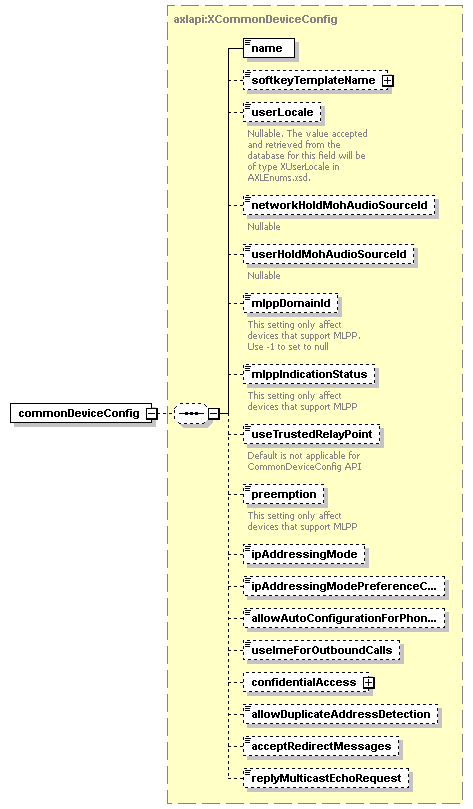 axlapi:XCommonDeviceConfig
name
softkeyTemplateName
userLocale
Nullable. The value accepted
and retrieved from the
database for this field will be
of type XUserLocale in
AXLEnums.xsd.
networkHoldMohAudioSourceId
Nullable
userHoldMohAudioSourceId
Nullable
mlppDomainId
This setting only affect
devices that support MLPP.
Use -1 to set to null
mlppIndicationStatus
This setting only affect
devices that support MLPP
commonDeviceConfig
useTrustedRelayPoint
Default is not applicable for
CommonDeviceConfig API
preemption
This setting only affect
devices that support MLPP
ipAddressingMode
ipAddressingModePreferenceC...
allowAutoConfigurationForPhon...
useImeForOutboundCalls
confidentialAccess
allowDuplicateAddressDetection
acceptRedirectMessages
replyMulticastEchoRequest